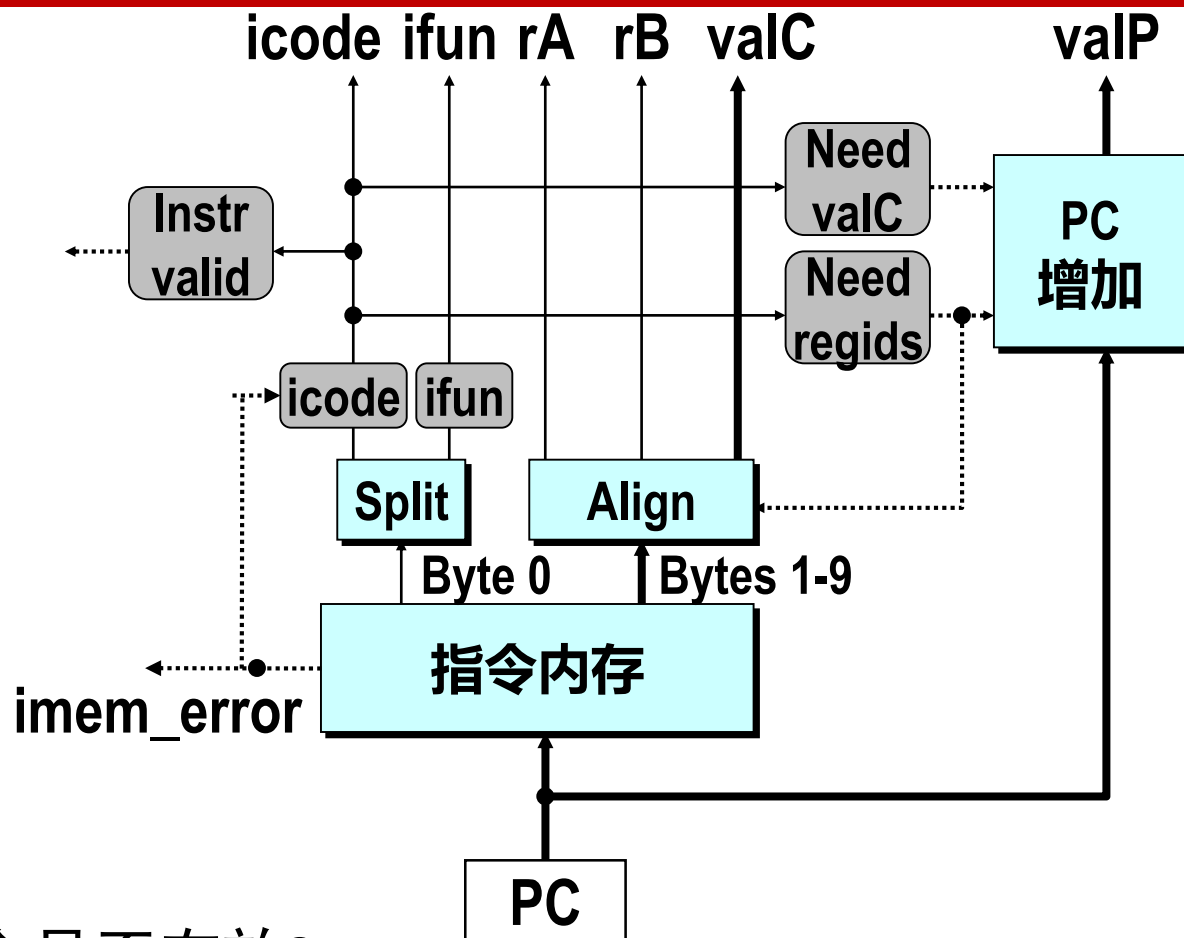 icode ifun rA rB valC valP
Need
valC
Instr
valid
PC
增加
Need
regids
icode ifun
Split
Align
Byte 0
Bytes 1-9
指令内存
imem_error
PC